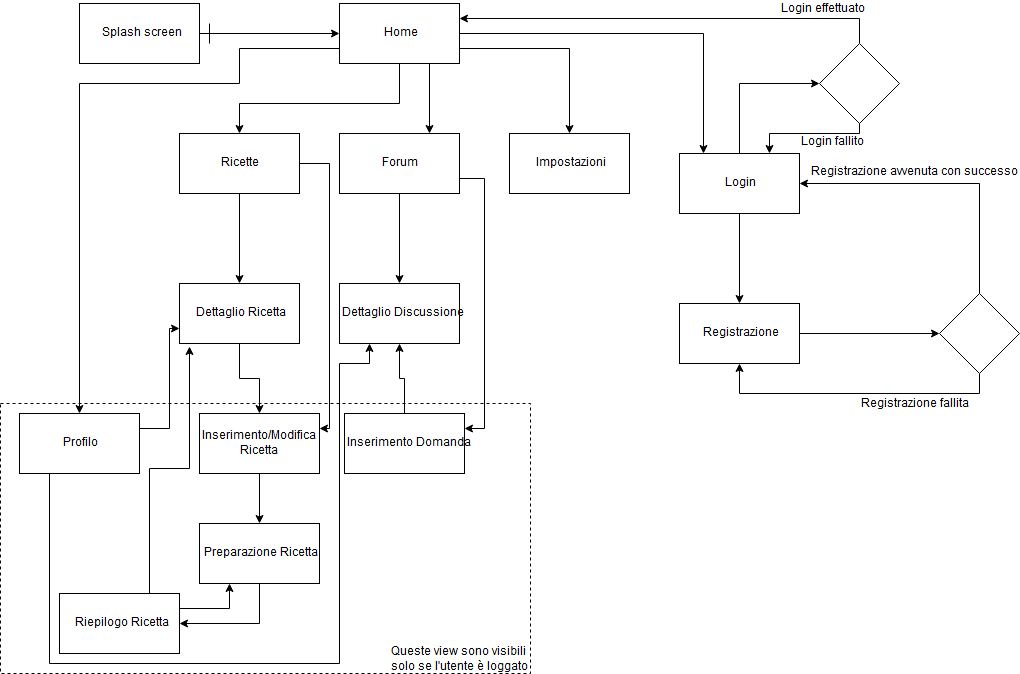 Login effettuato
Splash screen
Home
Login fallito
Ricette
Forum
Impostazioni
Login
Registrazione avvenuta con successo
Dettaglio Ricetta
Dettaglio Discussione
Registrazione
Registrazione fallita
Profilo
Inserimento/Modifica
Ricetta
Inserimento Domanda
Preparazione Ricetta
Riepilogo Ricetta
Queste view sono visibili
solo se l'utente è loggato